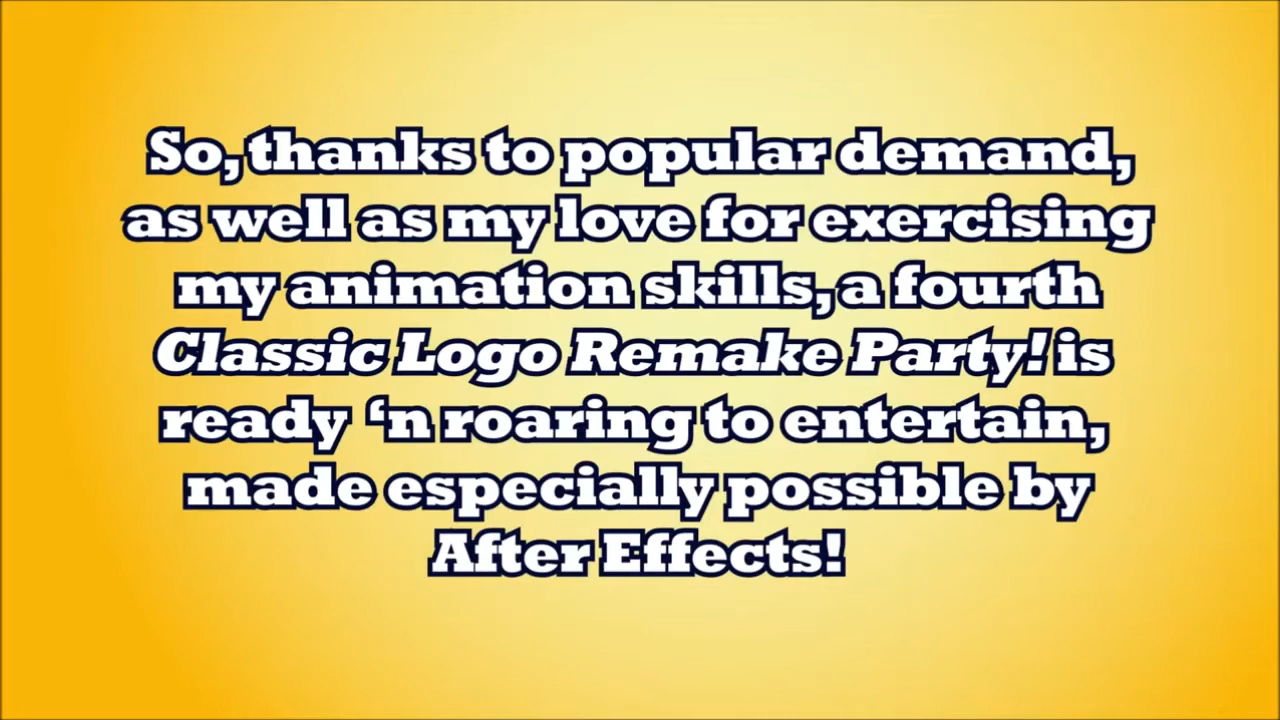 So, thanks to popular demand,
as well as my love for exercising
my animation skills, a fourth
Classic Logo Remake Party! is
ready ‘n roaring to entertain,
made especially possible by
After Effects!